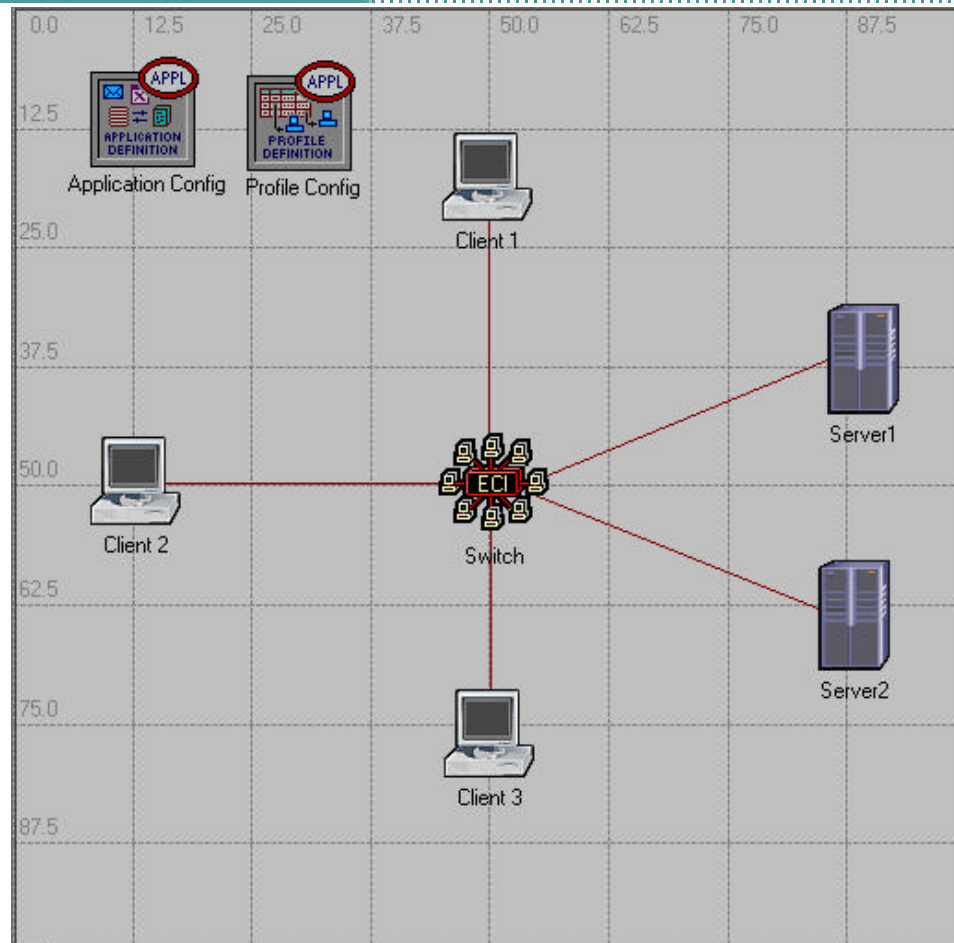 0.0 12.5 25.0 37.5 50.0 62.5 75.0 87.5
APPL
APPL
12.5
APPLICATION
DEFINITION
PROFILE
DEFINITION
Application Config
Profile Config
25.0
Client 1
37.5
Server1
50.0
ECI
Client 2
Switch
62.5
Server2
75.0
Client 3
87.5